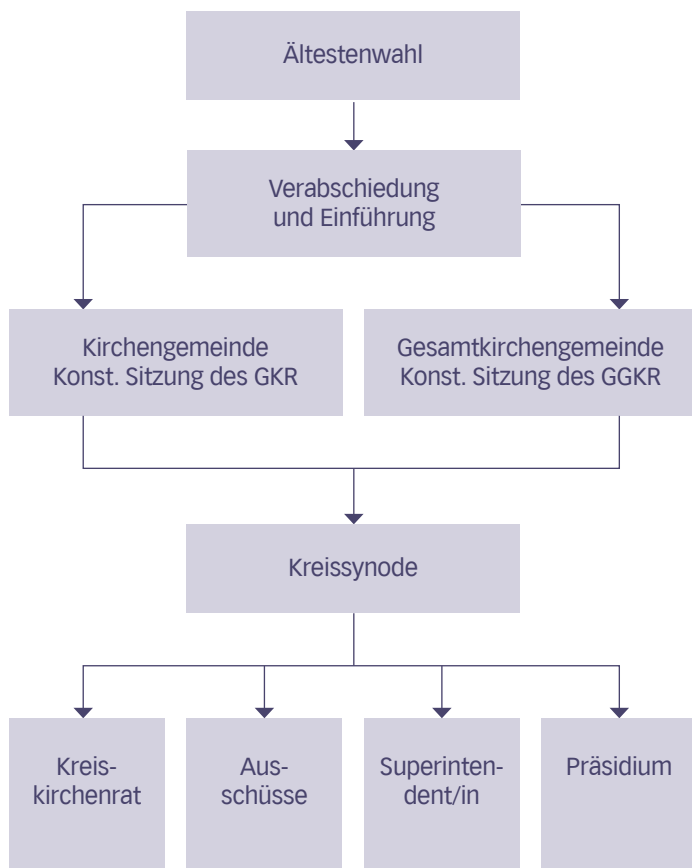 Ältestenwahl
Verabschiedung
und Einführung
Kirchengemeinde
Konst. Sitzung des GKR
Gesamtkirchengemeinde
Konst. Sitzung des GGKR
Kreissynode
Kreis-
kirchenrat
Aus-
schüsse
Superinten-
dent/in
Präsidium